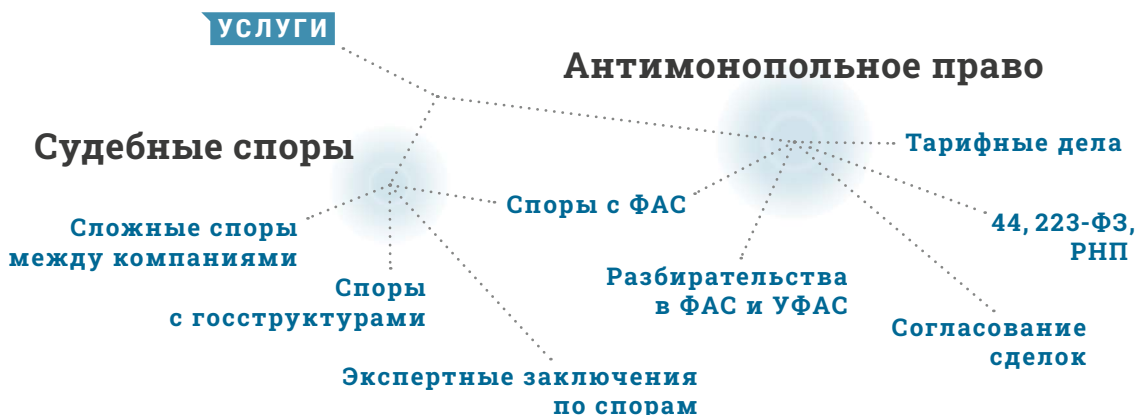 УСЛУГИ
Антимонопольное право
Судебные споры
Тарифные дела
Споры с ФАС
44, 223-ФЗ,
РНП
Сложные споры
между компаниями
Разбирательства
в ФАС и УФАС
Споры
с госструктурами
Согласование
сделок
Экспертные заключения
по спорам